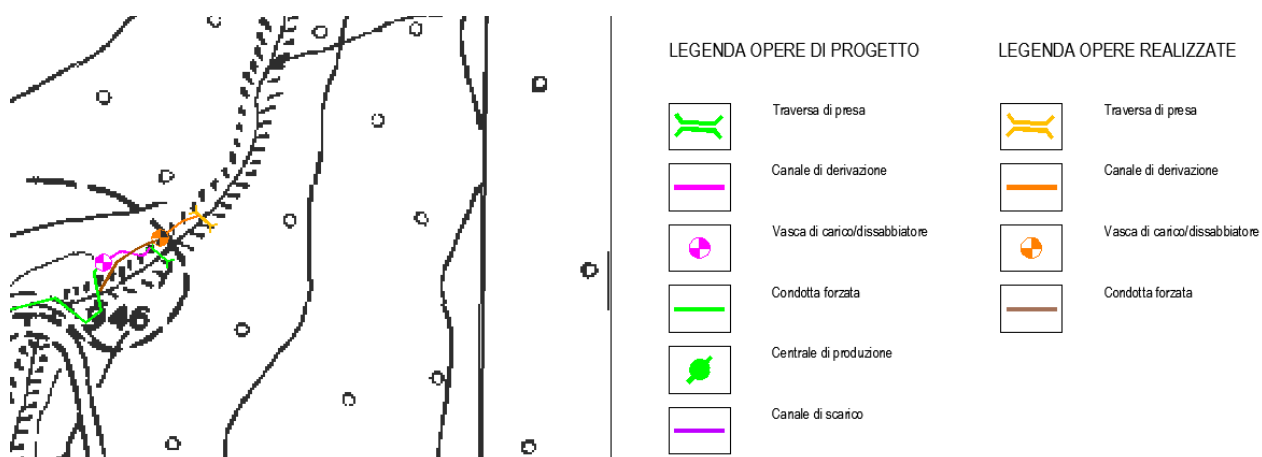 LEGENDA OPERE DI PROGETTO
Traversa di presa
Canale di derivazione
Vasca di carico/dissabbiatore
Condotta forzata
Centrale di produzione
Canale di scarico
LEGENDA OPERE REALIZZATE
Traversa di presa
Canale di derivazione
Vasca di carico/dissabbiatore
Condotta forzata